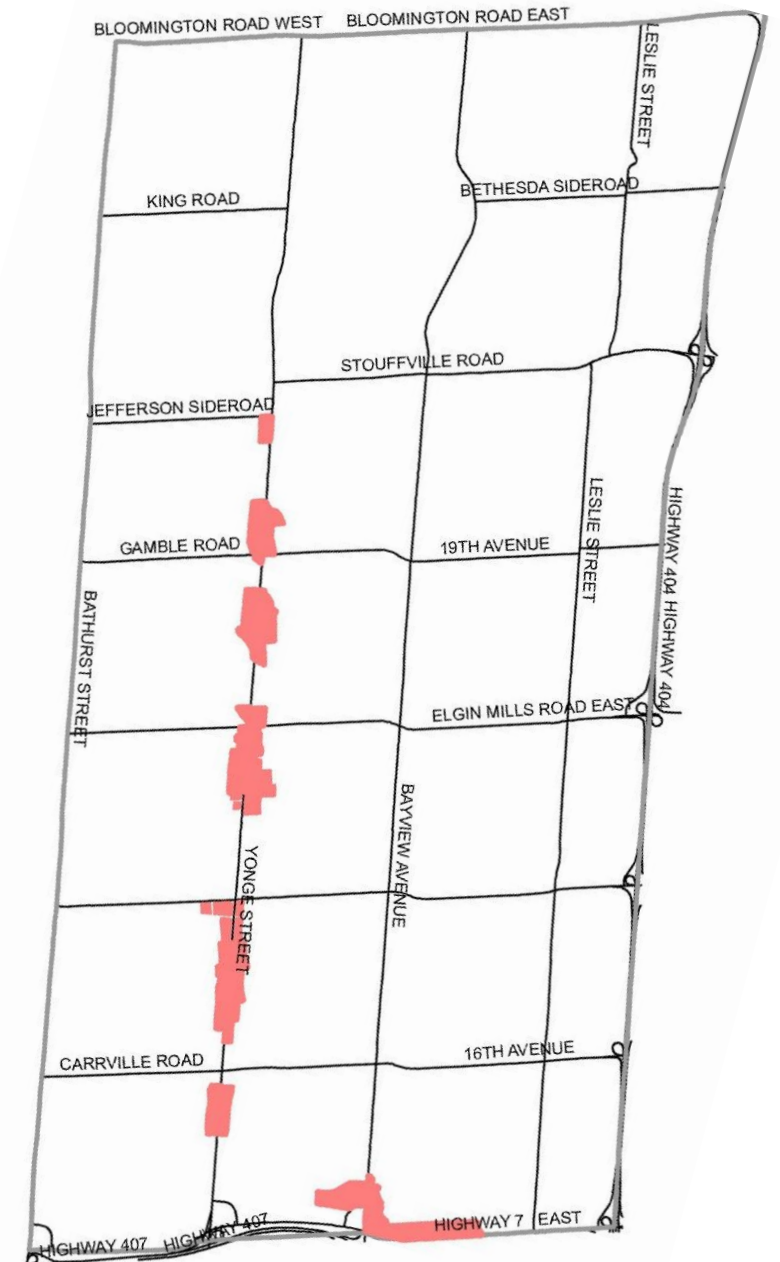 BLOOMINGTON ROAD WEST
BLOOMINGTON ROAD EAST
LESLIE STREET
BETHESDA SIDEROAD
KING ROAD
STOUFFVILLE ROAD
JEFFERSON SIDEROAD
LESLIE STREET
HIGHWAY 404 HIGHWAY 404
GAMBLE ROAD
19TH AVENUE
BATHURST STREET
ELGIN MILLS ROAD EAST
BAYVIEW AVENUE
YONGE STREET
CARRVILLE ROAD
16TH AVENUE
HIGHWAY 7 EAST
HIGHWAY 407
HIGHWAY 407